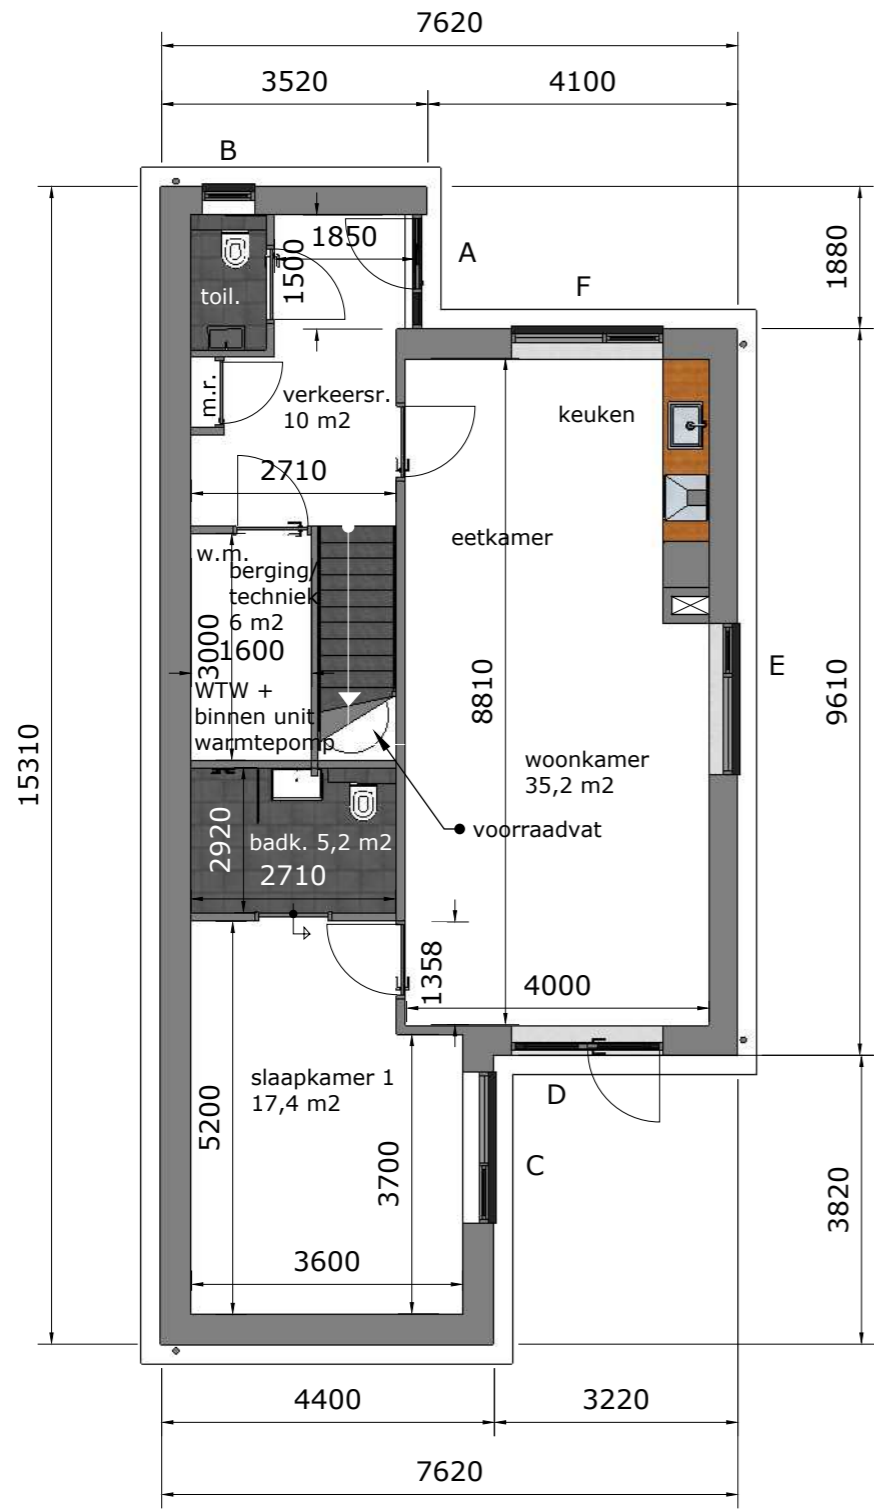 7620
3520
4100
B
1850
1500
A
1880
F
toil.
m.r.
verkeersr.
10 m2
keuken
2710
w.m.
eetkamer
berging/
techniek
6 m2
3000
1600
WTW +
binnen unit
warmtepomp
8810
E
9610
15310
woonkamer
35,2 m2
voorraadvat
2920
badk. 5,2 m2
2710
1358
4000
slaapkamer 1
17,4 m2
D
5200
3700
C
3820
3600
4400
3220
7620